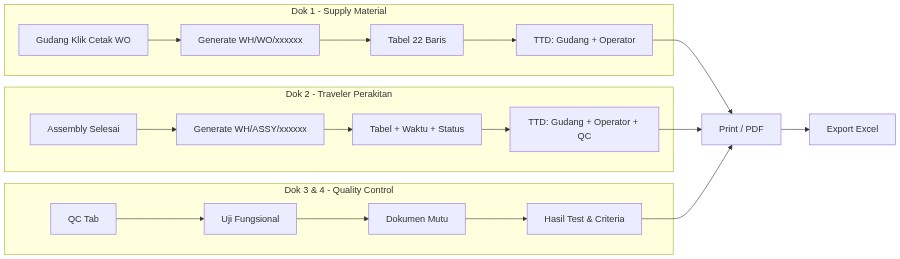 Dok 1 - Supply Material
Gudang Klik Cetak WO
Generate WH/WO/xxxxxx
Tabel 22 Baris
TTD: Gudang + Operator
Dok 2 - Traveler Perakitan
Assembly Selesai
Generate WH/ASSY/xxxxxx
Tabel + Waktu + Status
TTD: Gudang + Operator +
QC
Print / PDF
Export Excel
Dok 3 & 4 - Quality Control
QC Tab
Uji Fungsional
Dokumen Mutu
Hasil Test & Criteria